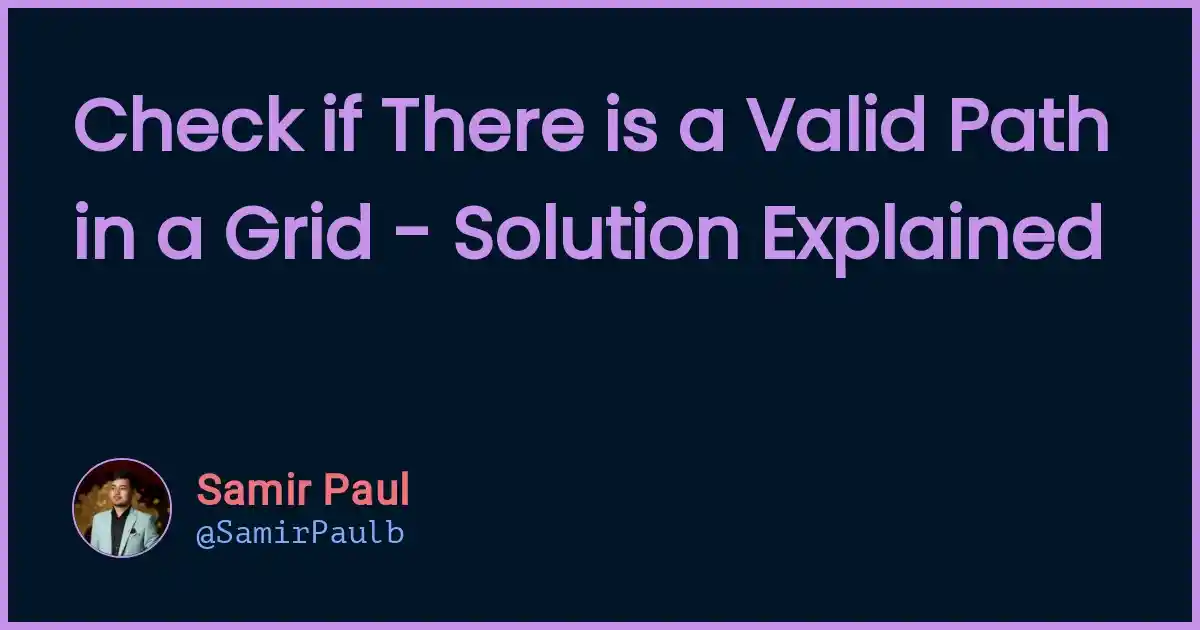 Check if There is a Valid Path
in a Grid - Solution Explained
Samir Paul
@SamirPaulb